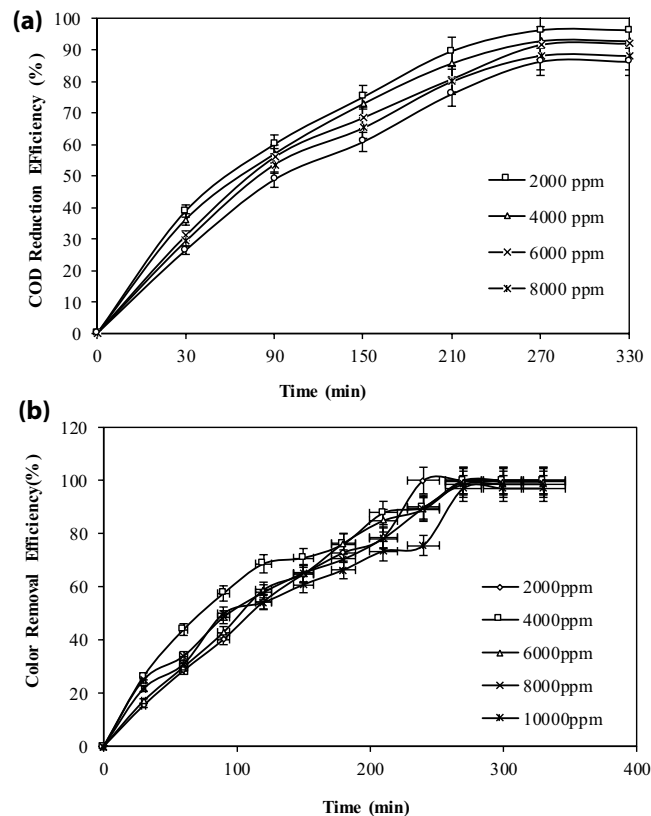 (a)
100
90
80
70
60
50
40
30
20
10
0
COD Reduction EFficiency (%)
2000 ppm
4000 ppm
6000 ppm
8000 ppm
0 30 90 150 210 270 330
Time (min)
(b)
120
100
80
60
40
20
0
Color Removal Efficiency(%)
2000ppm
4000ppm
6000ppm
8000ppm
10000ppm
0 100 200 300 400
Time (min)